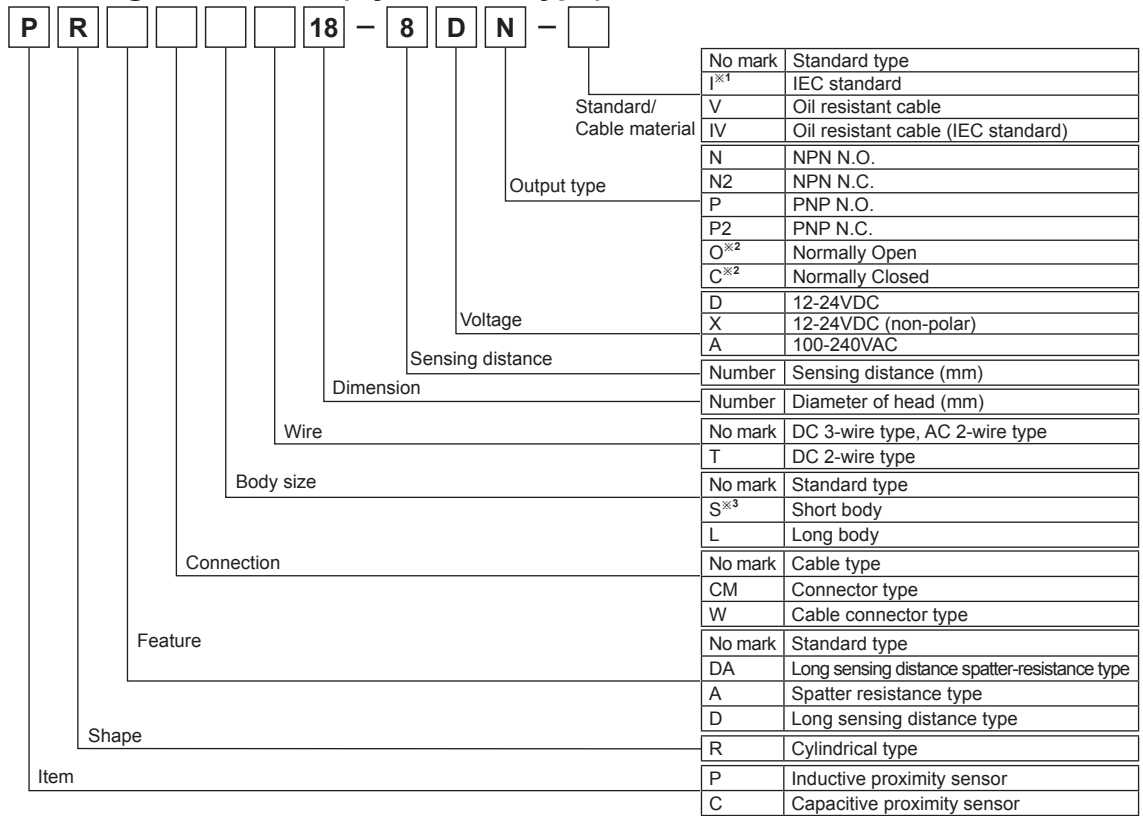 P R 18 – 8 D N –
No mark Standard type
I※1 IEC standard
V Oil resistant cable
IV Oil resistant cable (IEC standard)
Standard/
Cable material
N NPN N.O.
N2 NPN N.C.
P PNP N.O.
P2 PNP N.C.
O※2 Normally Open
C※2 Normally Closed
Output type
D 12-24VDC
X 12-24VDC (non-polar)
A 100-240VAC
Voltage
Sensing distance
Number Sensing distance (mm)
Dimension
Number Diameter of head (mm)
Wire
No mark DC 3-wire type, AC 2-wire type
T DC 2-wire type
Body size
No mark Standard type
S※3 Short body
L Long body
Connection
No mark Cable type
CM Connector type
W Cable connector type
Feature
No mark Standard type
DA Long sensing distance spatter-resistance type
A Spatter resistance type
D Long sensing distance type
Shape
R Cylindrical type
Item
P Inductive proximity sensor
C Capacitive proximity sensor